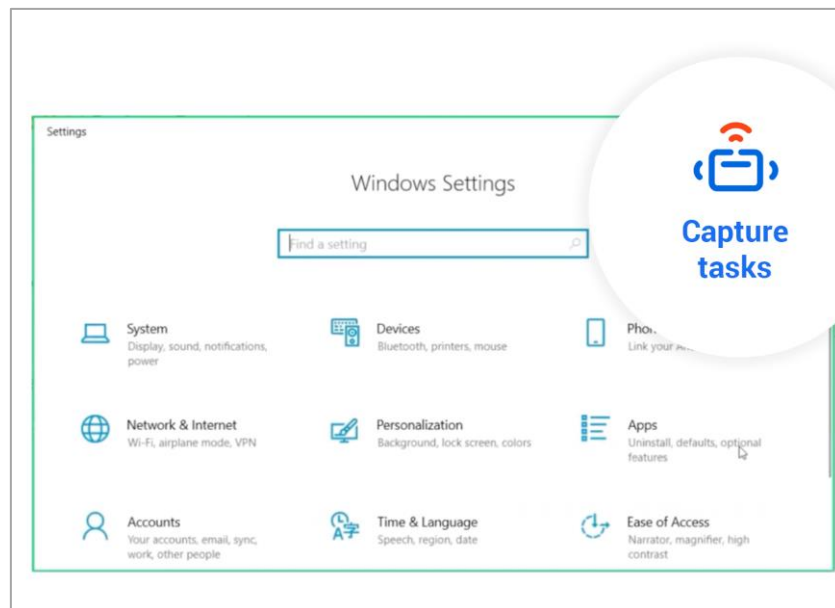 Settings
Windows Settings
Find a setting
Capture
tasks
System
Display, sound, notifications,
power
Devices
Bluetooth, printers, mouse
Link your
Network & Internet
Wi-Fi, airplane mode, VPN
Personalization
Background, lock screen, colors
Apps
Uninstall, defaults, optional
features
Accounts
Your accounts, email, sync,
work, other people
Time & Language
Speech, region, date
Ease of Access
Narrator, magnifier, high
contrast